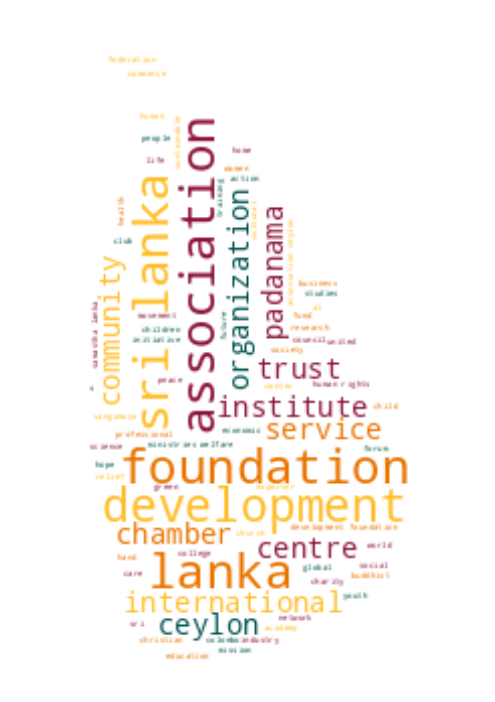 federation
commerce
human
sustainable
people
home
life
women
action
training
health
club
sri lanka
association
organization
padanama
community
business
studies
movement
future
fund
research
children
initiative
council
united
society
peace
trust
center
human rights
institute
child
sangamaya
service
professional
economic
science
ministries
welfare
forum
hope
foundation
relief
green
development
chamber
church
development foundation
centre
world
hand
college
lanka
global
social
care
charity
buddhist
international
youth
sri
ceylon
network
academy
christian
colombo
industry
mission
education